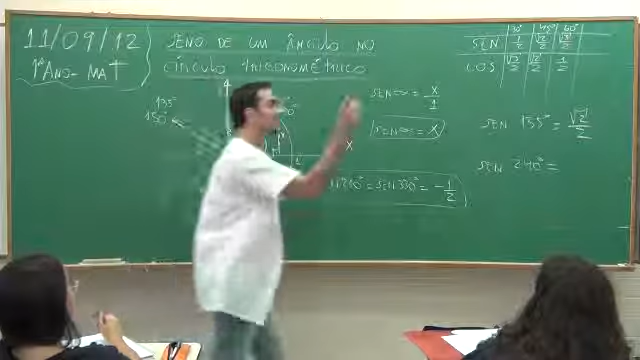 11/09/12
1ºANO - MAT
SENO DE UM ÂNGULO NO
CÍRCULO TRIGONOMÉTRICO
30° 45° 60°
SEN 1/2 √2/2 √3/2
COS √3/2 √2/2 1/2
135°
150°
SEN α = x/1
SEN α = x
x
SEN 135° = √2/2
SEN 240° =
210° = SEN 330° = -1/2